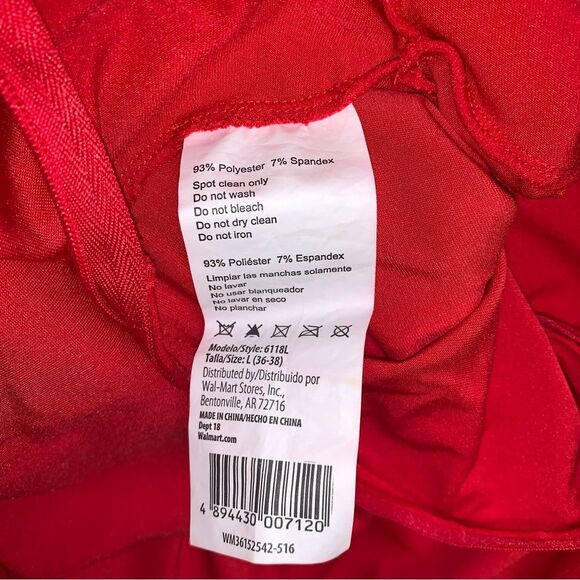 93% Polyester 7% Spandex
Spot clean only
Do not wash
Do not bleach
Do not dry clean
Do not iron
93% Poliéster 7% Espandex
Limpiar las manchas solamente
No lavar
No usar blanqueador
No lavar en seco
No planchar
Modelo/Style: 6118L
Talla/Size: L (36-38)
Distributed by/Distribuido por
Wal-Mart Stores, Inc.,
Bentonville, AR 72716
MADE IN CHINA/HECHO EN CHINA
Dept 18
Walmart.com
4 894430 007120
WM36152542-516